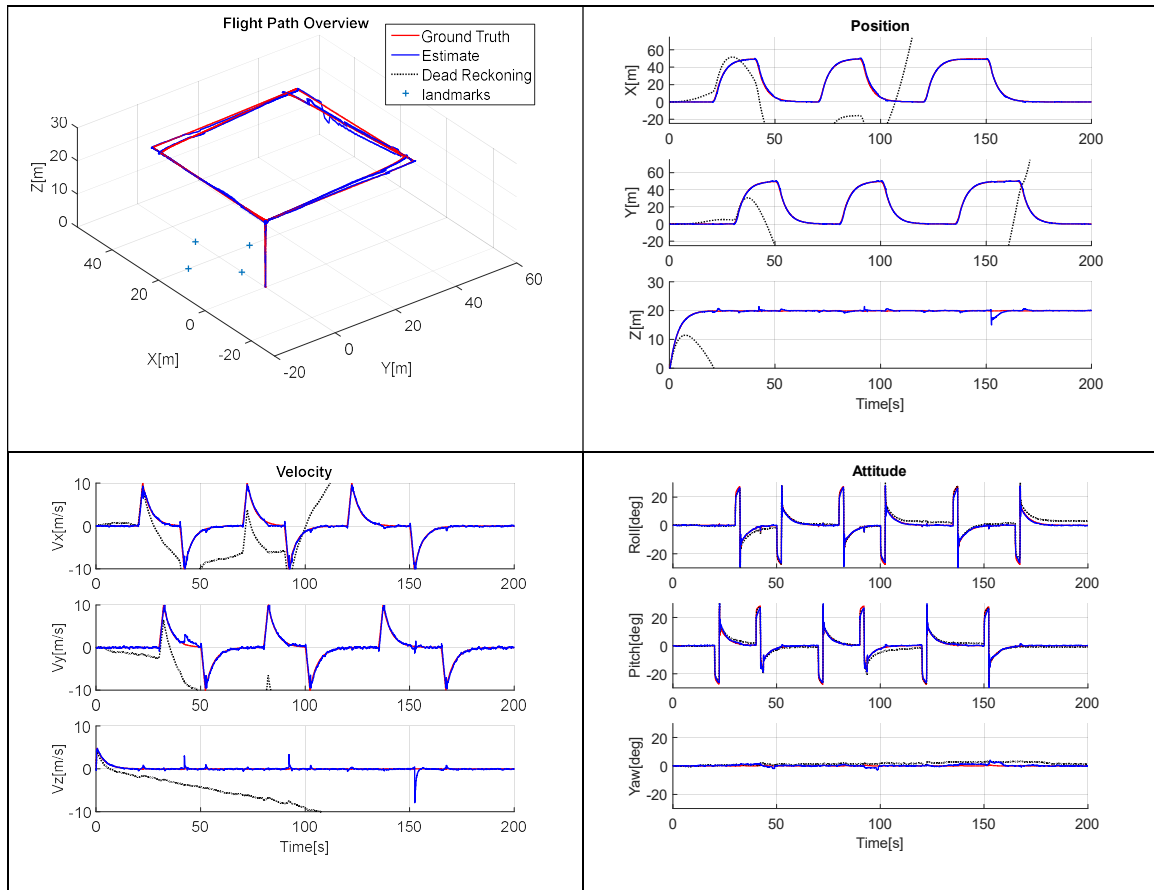 Flight Path Overview
Ground Truth
Estimate
Dead Reckoning
landmarks
30
20
10
0
Z[m]
40
20
0
-20
X[m]
-20
0
20
40
60
Y[m]
Position
60
40
20
0
-20
X[m]
0 50 100 150 200
60
40
20
0
-20
Y[m]
0 50 100 150 200
30
20
10
0
Z[m]
0 50 100 150 200
Time[s]
Velocity
10
0
-10
Vx[m/s]
0 50 100 150 200
10
0
-10
Vy[m/s]
0 50 100 150 200
10
0
-10
Vz[m/s]
0 50 100 150 200
Time[s]
Attitude
20
0
-20
Roll[deg]
0 50 100 150 200
20
0
-20
Pitch[deg]
0 50 100 150 200
20
0
-20
Yaw[deg]
0 50 100 150 200
Time[s]